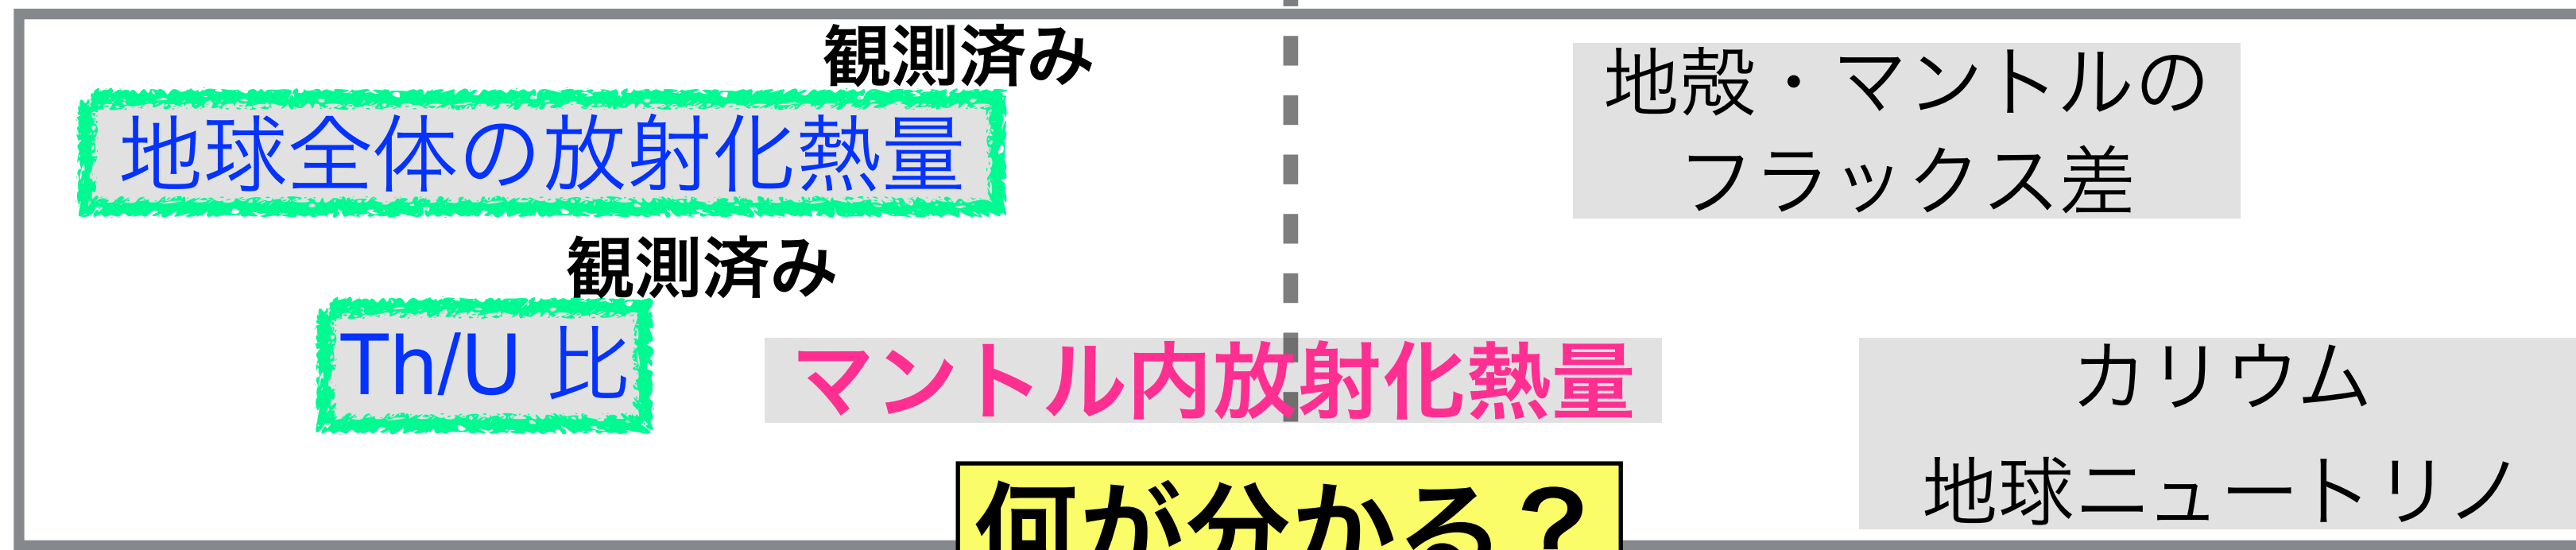 観測済み
地球全体の放射化熱量
観測済み
Th/U 比
マントル内放射化熱量
地殻・マントルの
フラックス差
カリウム
地球ニュートリノ
何が分かる？